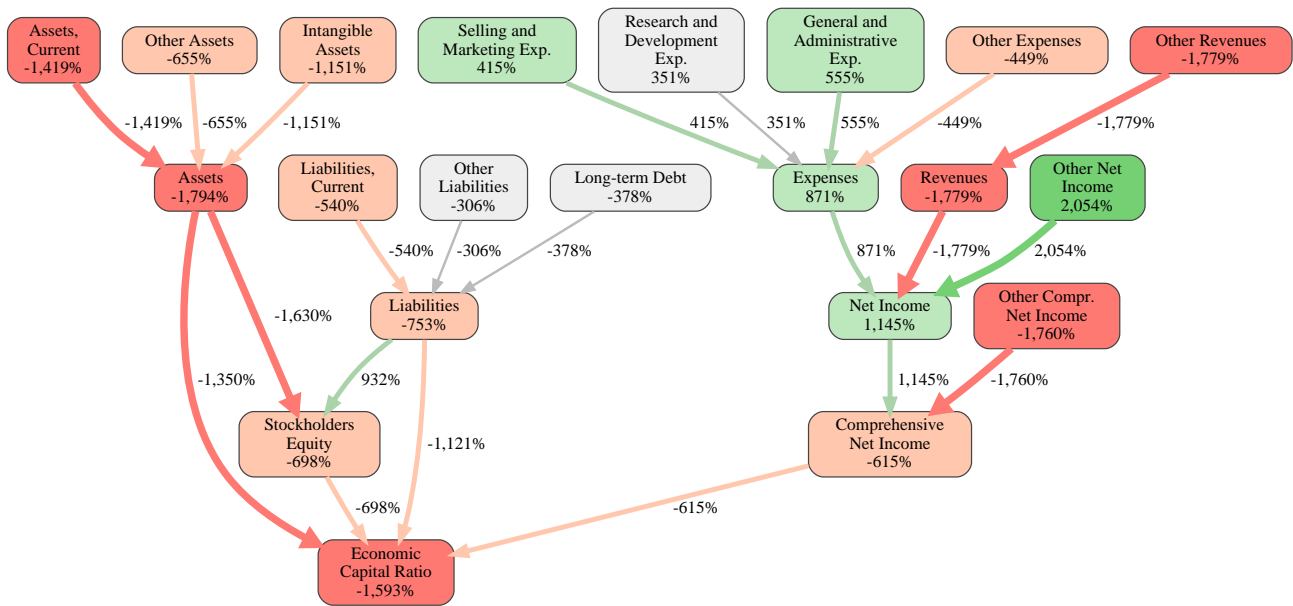 Assets,
Current
-1,419%
Other Assets
-655%
Intangible
Assets
-1,151%
Selling and
Marketing Exp.
415%
Research and
Development
Exp.
351%
General and
Administrative
Exp.
555%
Other Expenses
-449%
Other Revenues
-1,779%
-1,419%
-655%
-1,151%
415%
351%
555%
-449%
-1,779%
Assets
-1,794%
Liabilities,
Current
-540%
Other
Liabilities
-306%
Long-term Debt
-378%
Expenses
871%
Revenues
-1,779%
Other Net
Income
2,054%
-540%
-306%
-378%
871%
-1,779%
2,054%
Liabilities
-753%
Net Income
1,145%
Other Compr.
Net Income
-1,760%
-1,630%
-1,350%
932%
1,145%
-1,760%
Stockholders
Equity
-698%
-1,121%
Comprehensive
Net Income
-615%
-698%
-615%
Economic
Capital Ratio
-1,593%